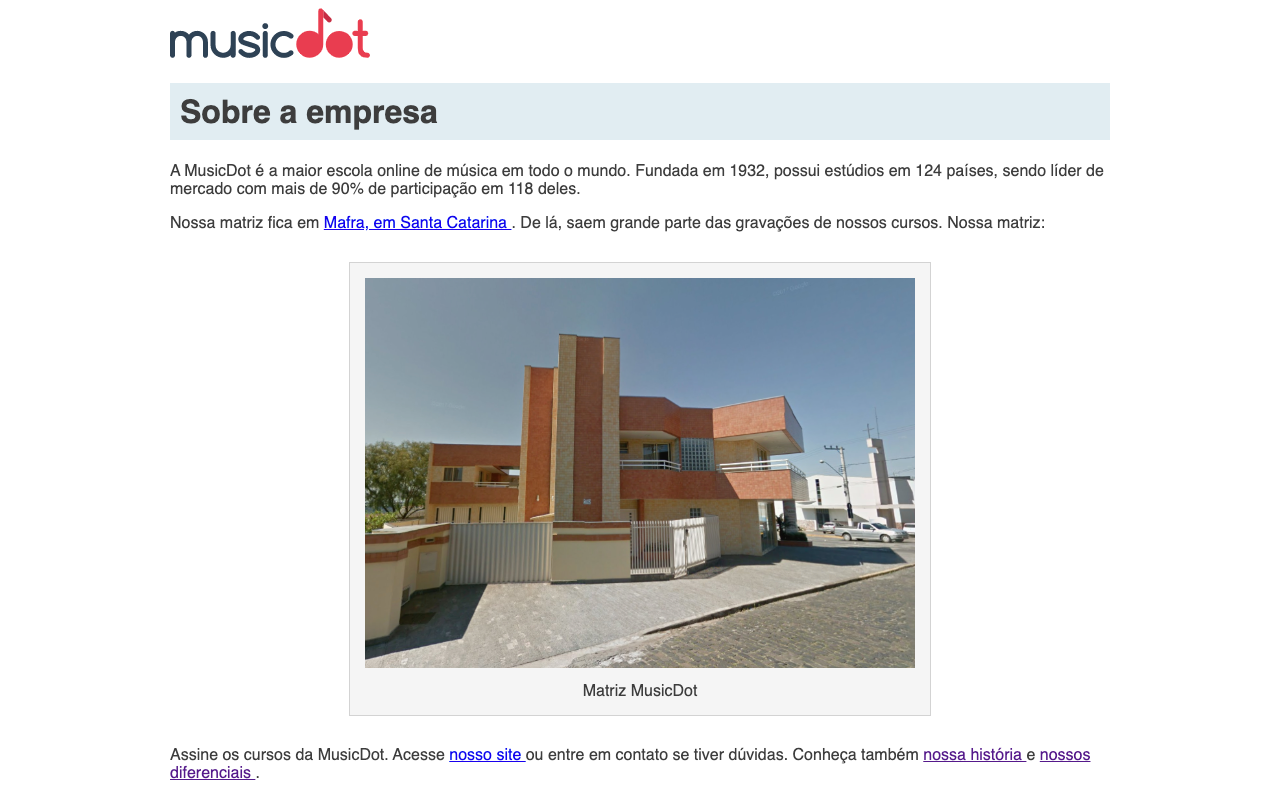 musicdot
Sobre a empresa
A MusicDot é a maior escola online de música em todo o mundo. Fundada em 1932, possui estúdios em 124 países, sendo líder de
mercado com mais de 90% de participação em 118 deles.
Nossa matriz fica em Mafra, em Santa Catarina . De lá, saem grande parte das gravações de nossos cursos. Nossa matriz:
Matriz MusicDot
Assine os cursos da MusicDot. Acesse nosso site ou entre em contato se tiver dúvidas. Conheça também nossa história e nossos
diferenciais .